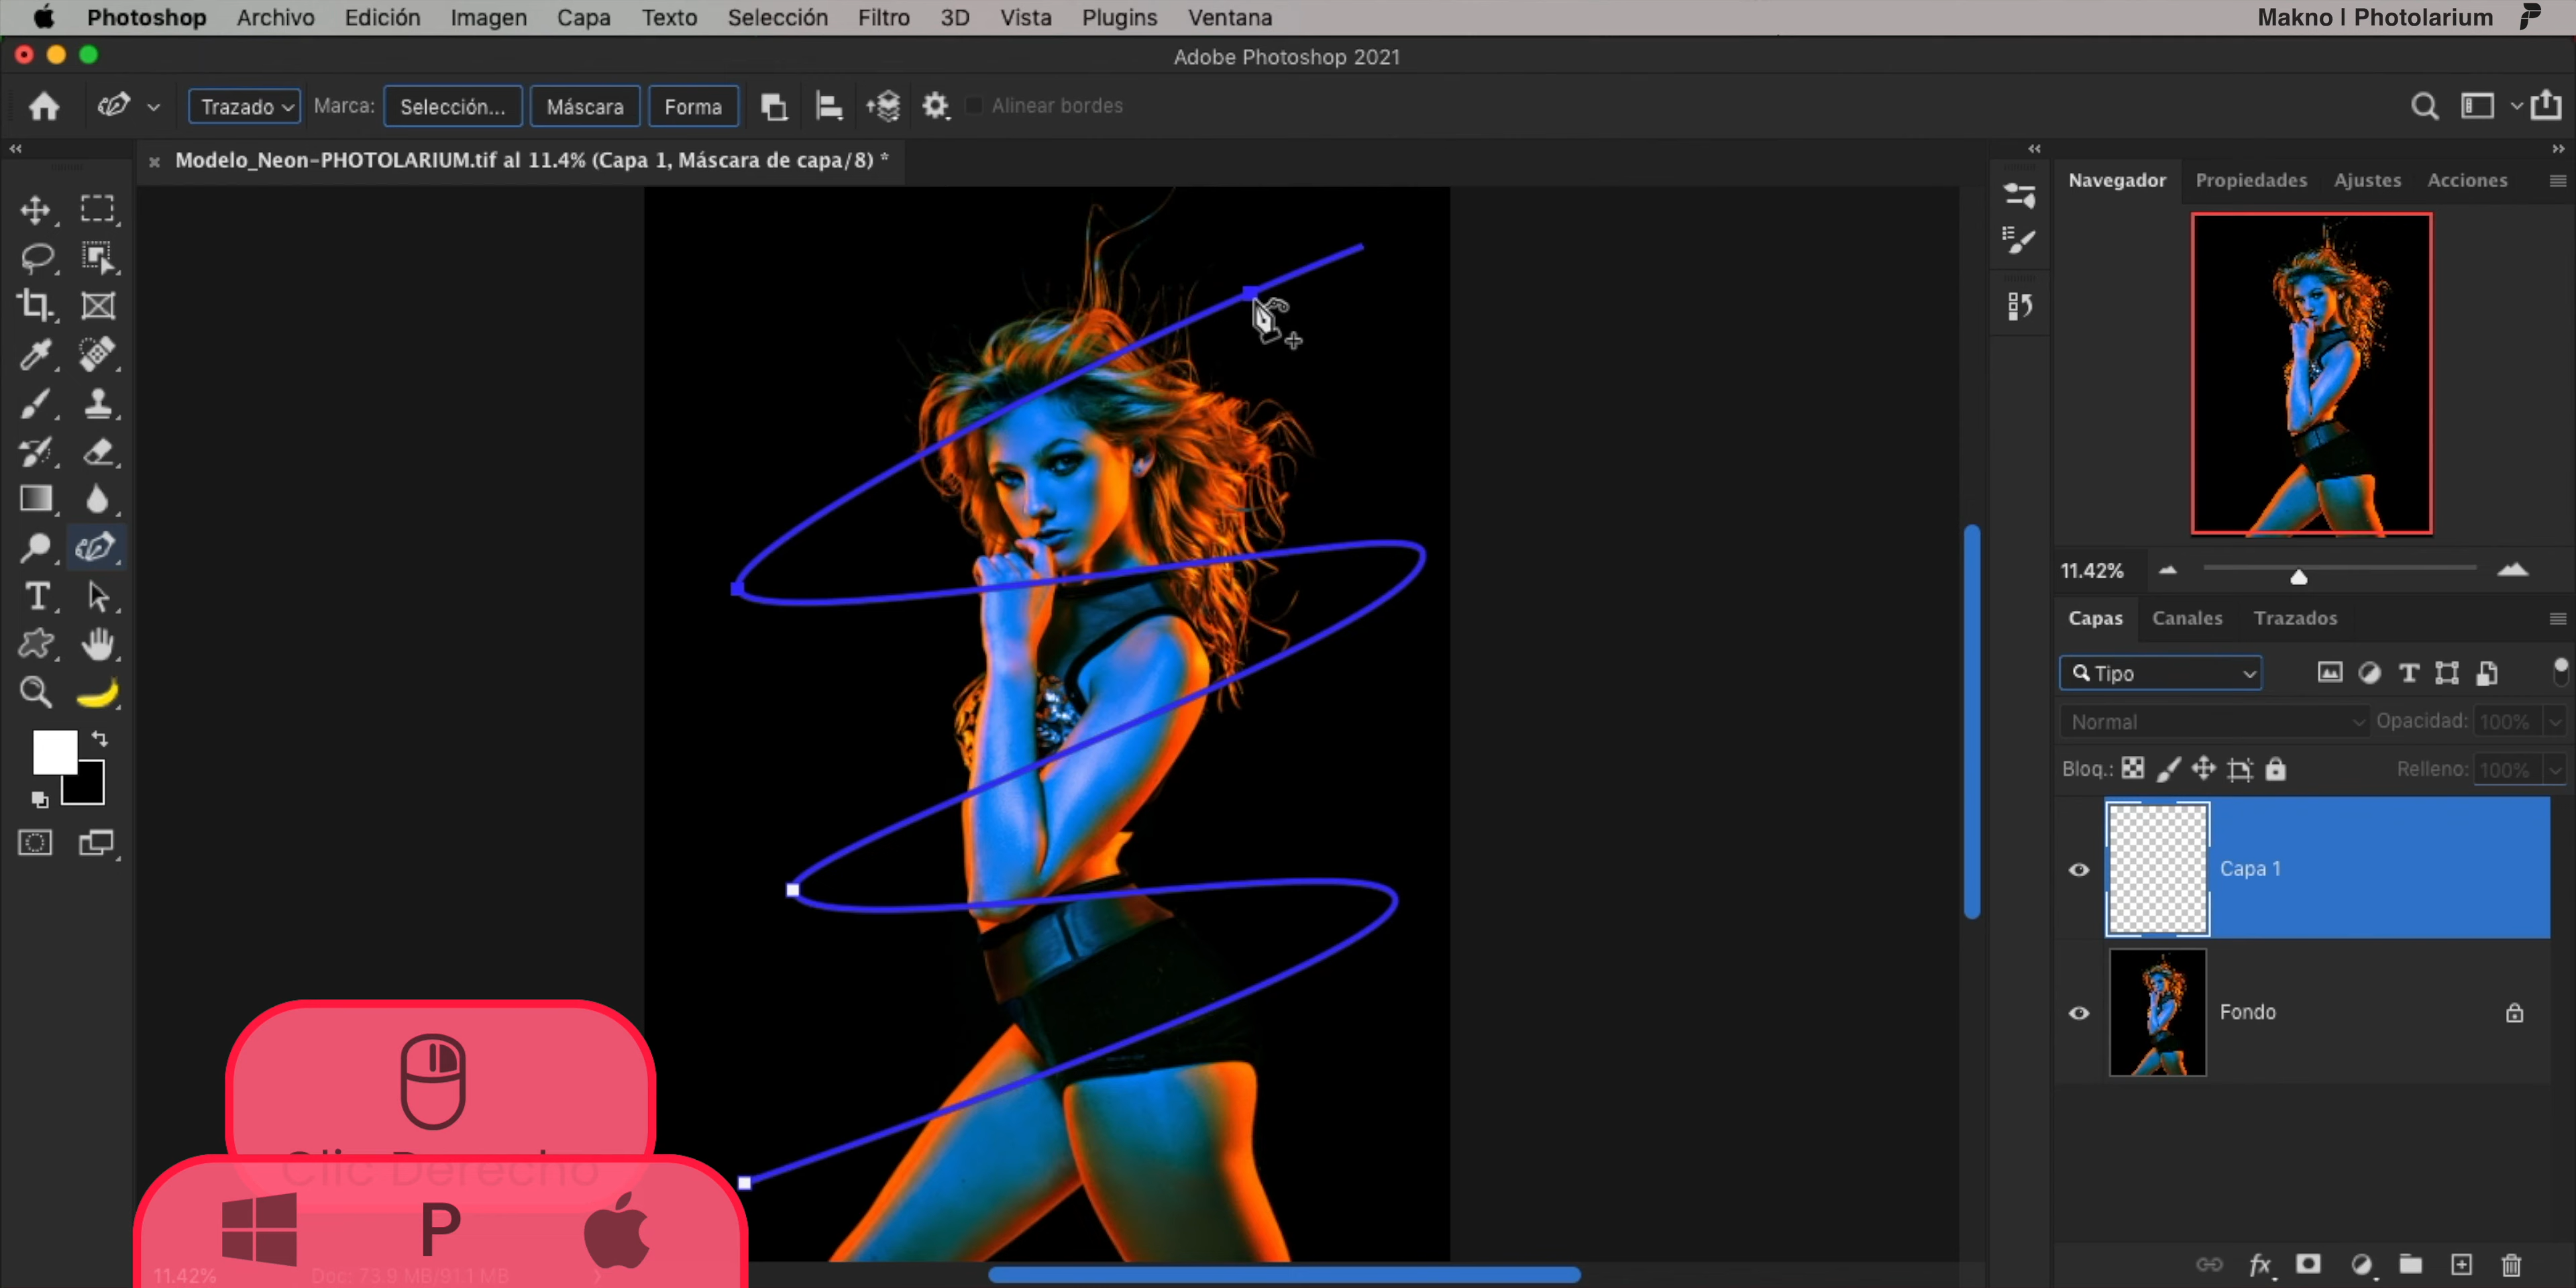 Photoshop Archivo Edición Imagen Capa Texto Selección Filtro 3D Vista Plugins Ventana Makno | Photolarium
Adobe Photoshop 2021
Trazado Marca: Selección... Máscara Forma Alinear bordes
Modelo_Neon-PHOTOLARIUM.tif al 11.4% (Capa 1, Máscara de capa/8) *
Navegador Propiedades Ajustes Acciones
11.42%
Capas Canales Trazados
Tipo
Normal Opacidad: 100%
Bloq.: Relleno: 100%
Capa 1
Fondo
Clic Derecho
P
11.42% Doc: 73.9 MB/91.1 MB
fx